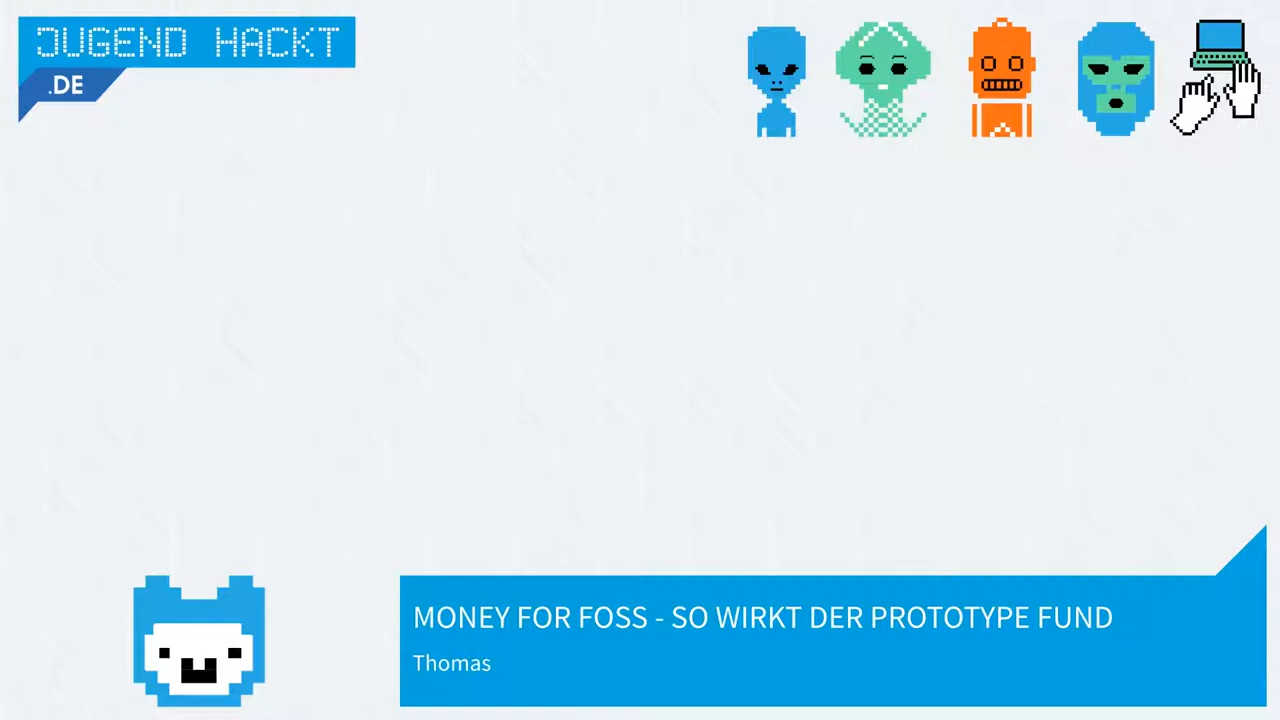 JUGEND HACKT
.DE
MONEY FOR FOSS - SO WIRKT DER PROTOTYPE FUND
Thomas